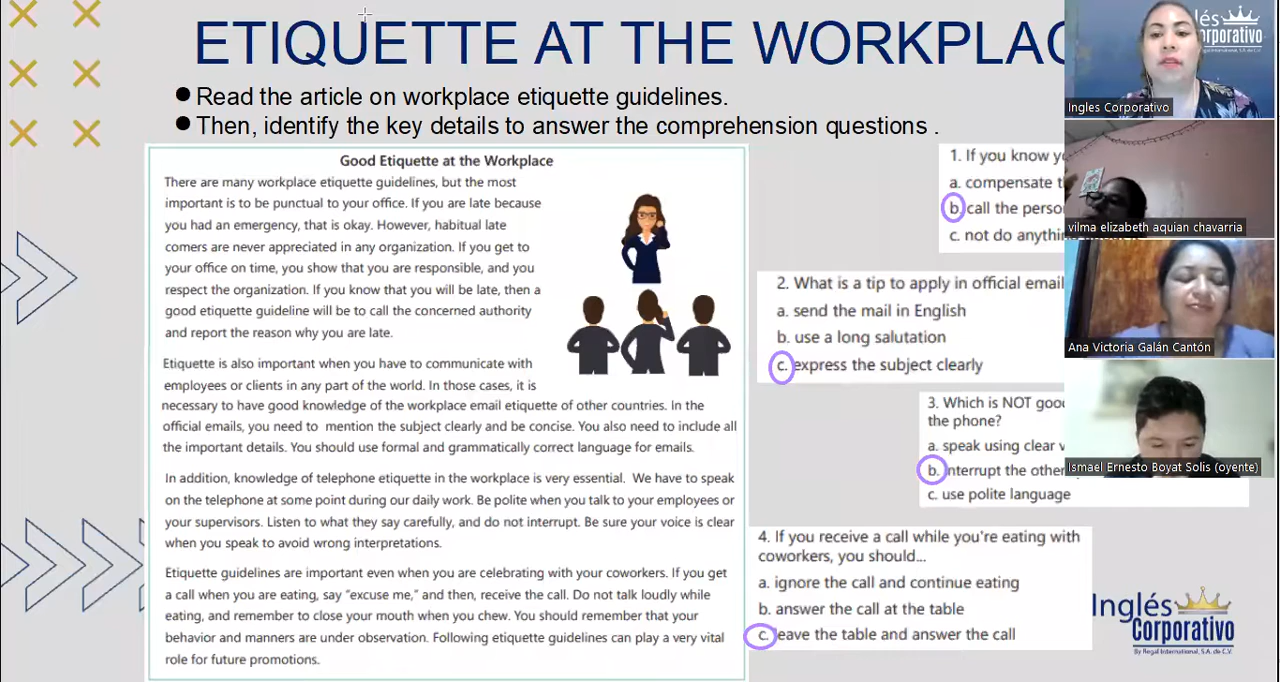 ETIQUETTE AT THE WORKPLAC
Read the article on workplace etiquette guidelines.
Then, identify the key details to answer the comprehension questions .
Good Etiquette at the Workplace
There are many workplace etiquette guidelines, but the most
important is to be punctual to your office. If you are late because
you had an emergency, that is okay. However, habitual late
comers are never appreciated in any organization. If you get to
your office on time, you show that you are responsible, and you
respect the organization. If you know that you will be late, then a
good etiquette guideline will be to call the concerned authority
and report the reason why you are late.
Etiquette is also important when you have to communicate with
employees or clients in any part of the world. In those cases, it is
necessary to have good knowledge of the workplace email etiquette of other countries. In the
official emails, you need to mention the subject clearly and be concise. You also need to include all
the important details. You should use formal and grammatically correct language for emails.
In addition, knowledge of telephone etiquette in the workplace is very essential. We have to speak
on the telephone at some point during our daily work. Be polite when you talk to your employees or
your supervisors. Listen to what they say carefully, and do not interrupt. Be sure your voice is clear
when you speak to avoid wrong interpretations.
Etiquette guidelines are important even when you are celebrating with your coworkers. If you get
a call when you are eating, say “excuse me,” and then, receive the call. Do not talk loudly while
eating, and remember to close your mouth when you chew. You should remember that your
behavior and manners are under observation. Following etiquette guidelines can play a very vital
role for future promotions.
1. If you know
a. compensate
b. call the
c. not do
2. What is a tip to apply in official email
a. send the mail in English
b. use a long salutation
c. express the subject clearly
3. Which is NOT
the phone?
a. speak using clear
b. interrupt the other
c. use polite language
4. If you receive a call while you're eating with
coworkers, you should...
a. ignore the call and continue eating
b. answer the call at the table
c. leave the table and answer the call
Ingles Corporativo
vilma elizabeth aquian chavarria
Ana Victoria Galán Cantón
Ismael Ernesto Boyat Solis (oyente)
Inglés
Corporativo
By Regal International, S.A. de C.V.